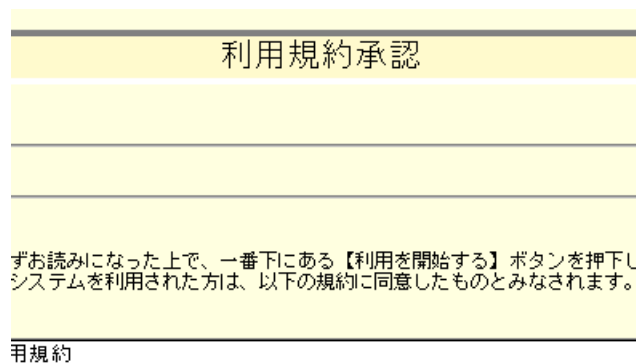 利用規約承認
ずお読みになった上で、一番下にある【利用を開始する】ボタンを押下し
システムを利用された方は、以下の規約に同意したものとみなされます。
用規約